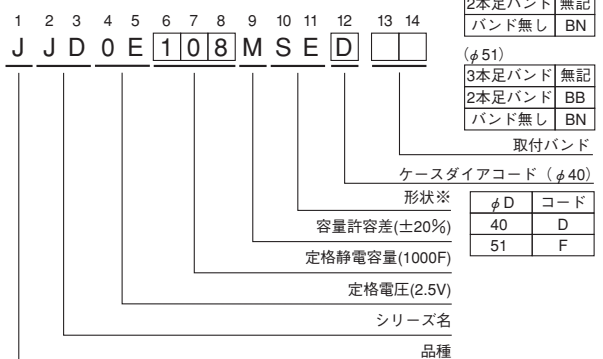 2本足バンド 無記
バンド無し BN
1 2 3 4 5 6 7 8 9 10 11 12 13 14
J J D 0 E 1 0 8 M S E D
(φ51)
3本足バンド 無記
2本足バンド BB
バンド無し BN
取付バンド
ケースダイアコード（φ40）
形状※
φD コード
40 D
51 F
容量許容差(±20%)
定格静電容量(1000F)
定格電圧(2.5V)
シリーズ名
品種